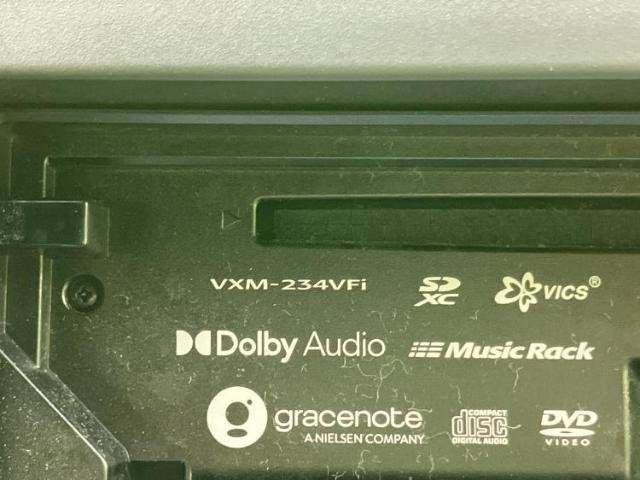 VXM-234VFi SD XC VICS®
Dolby Audio Music Rack
gracenote COMPACT disc DVD
A NIELSEN COMPANY DIGITAL AUDIO VIDEO